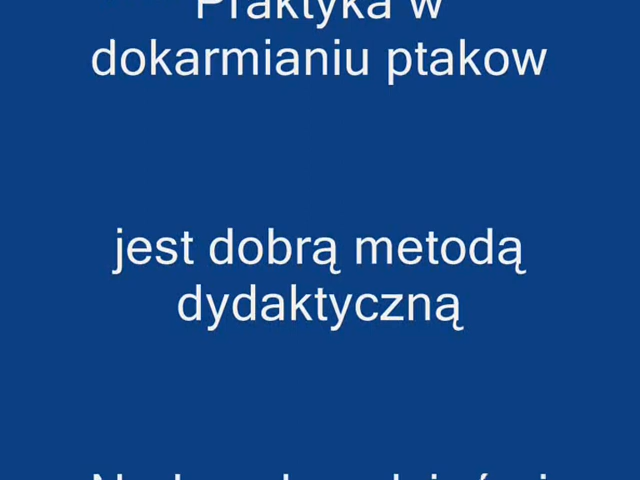 Praktyka w
dokarmianiu ptakow
jest dobrą metodą
dydaktyczną